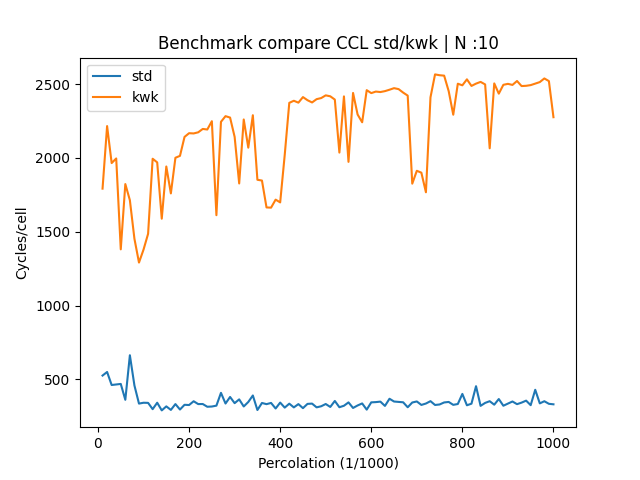 Benchmark compare CCL std/kwk | N :10
std
kwk
Cycles/cell
2500
2000
1500
1000
500
0
200
400
600
800
1000
Percolation (1/1000)